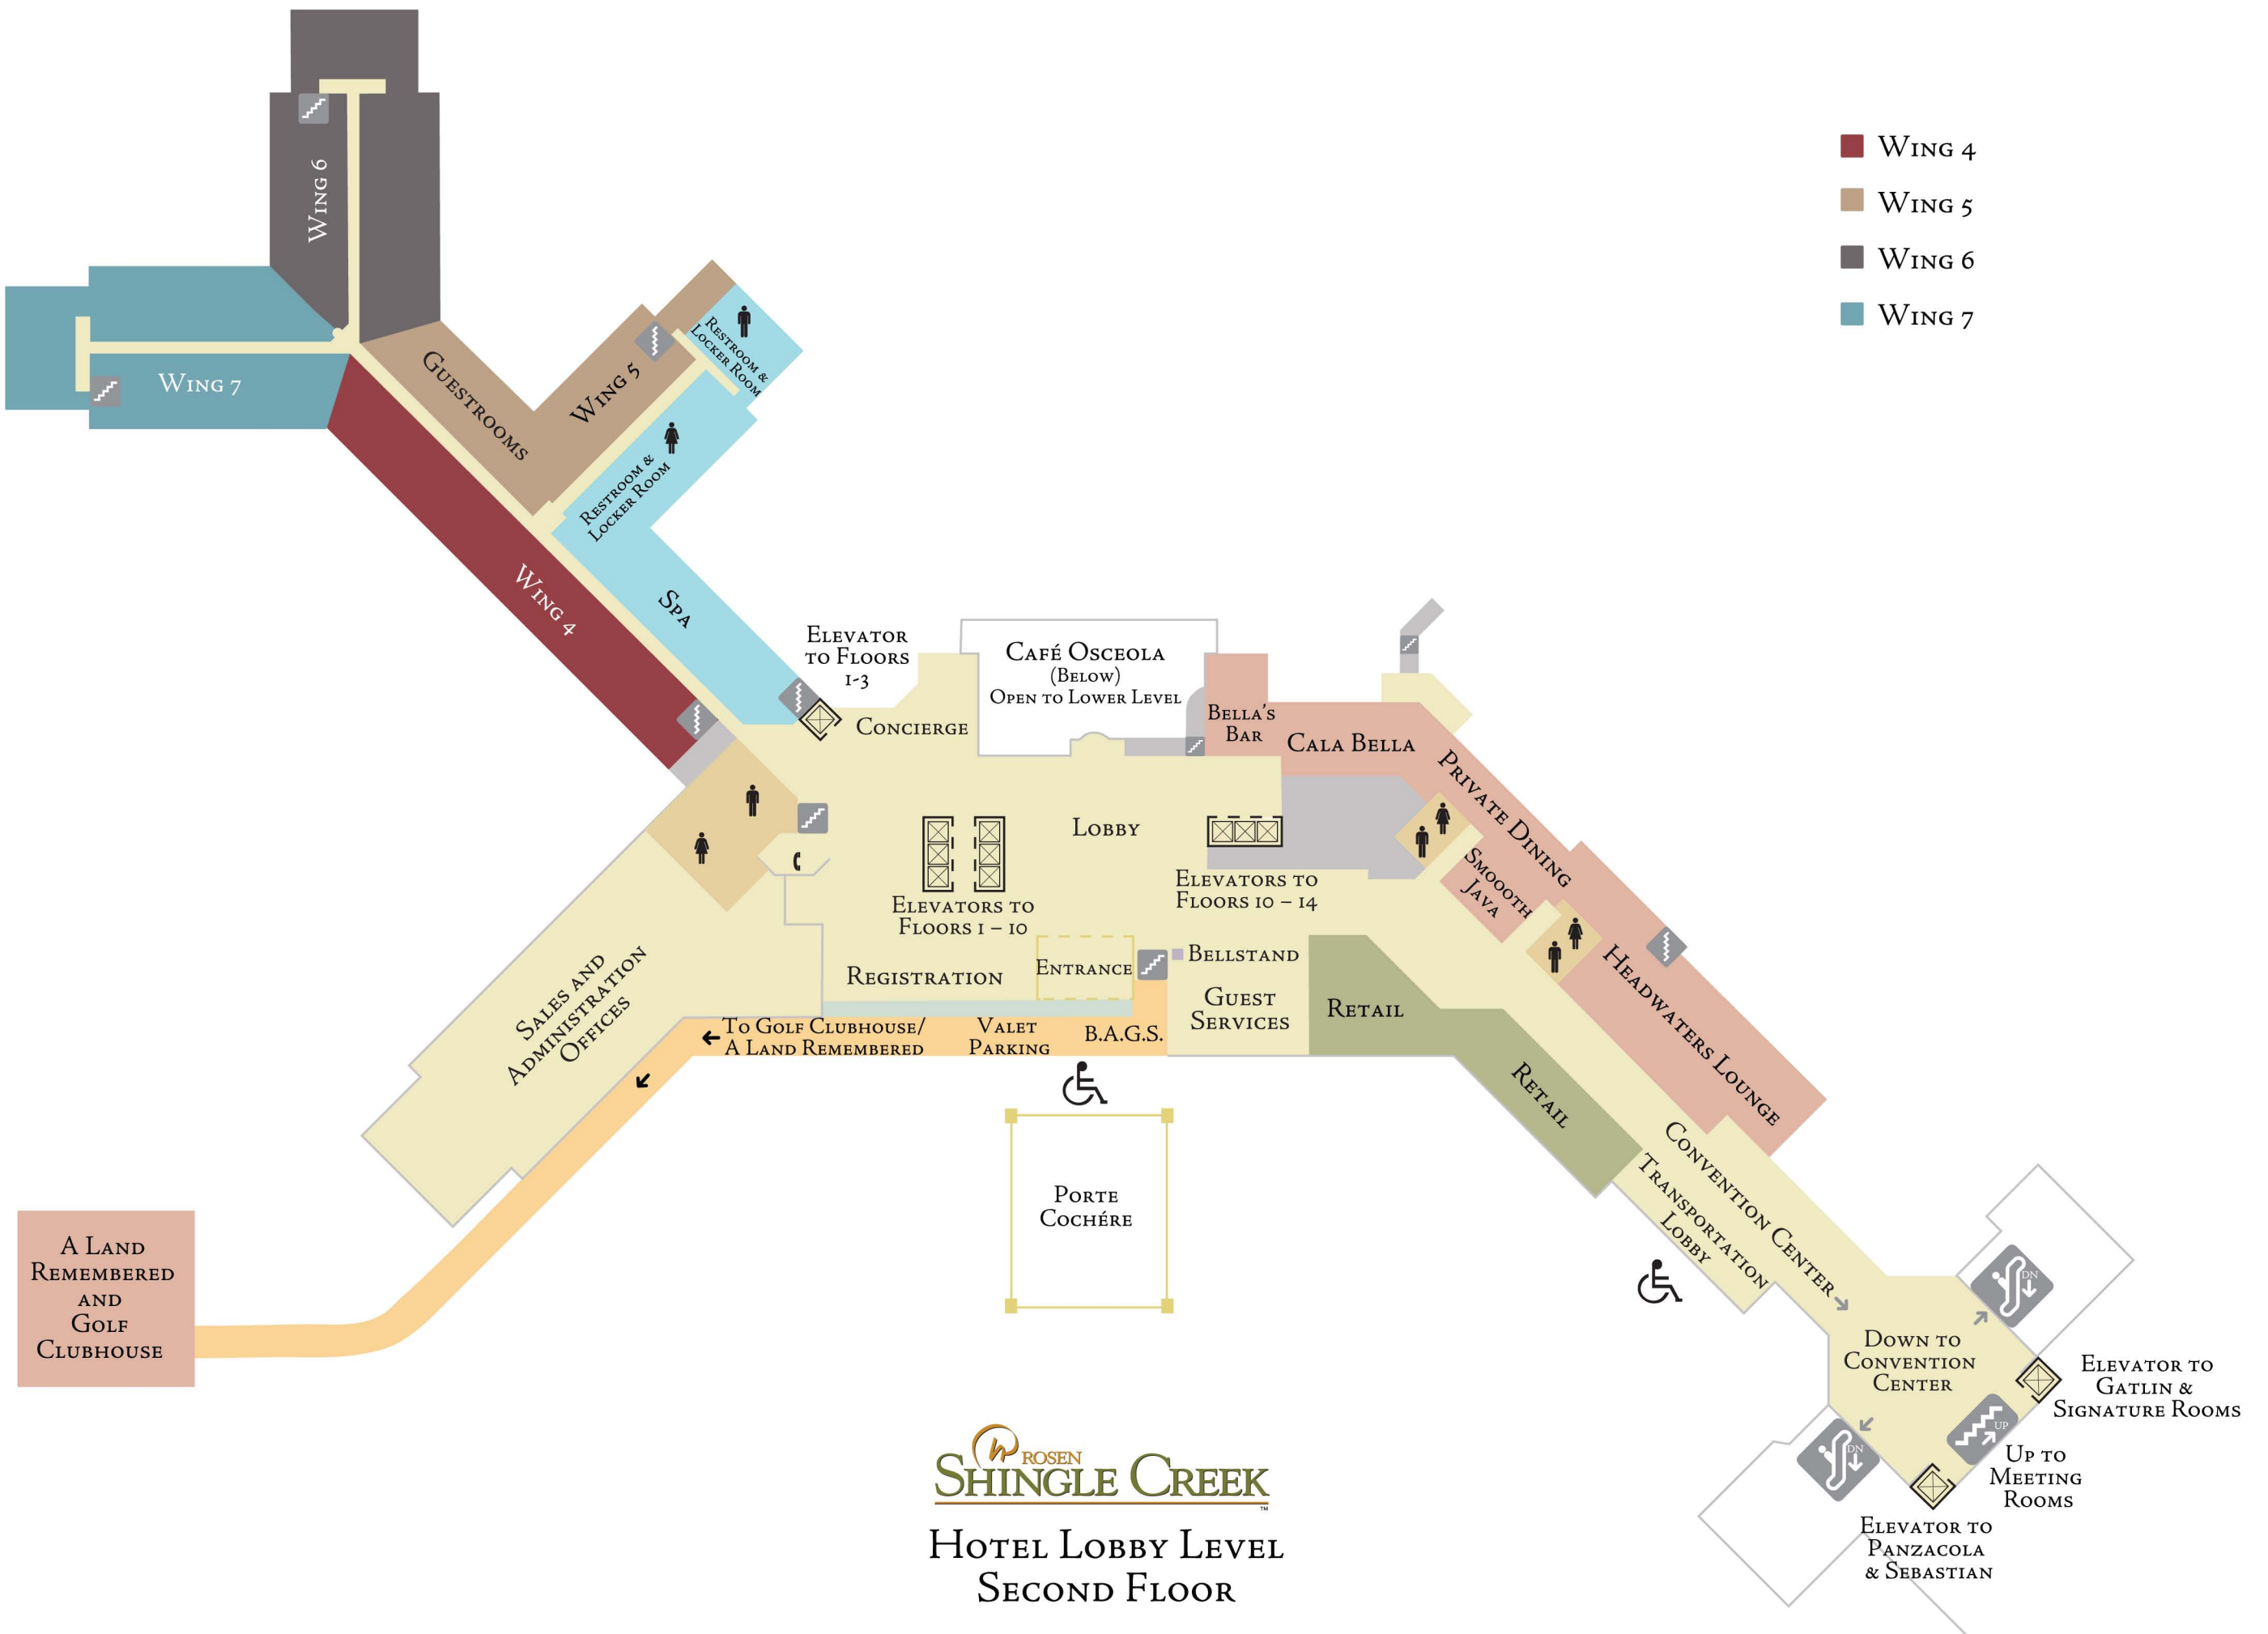 Wing 6
Wing 7
Guestrooms
Wing 5
Restroom &
Locker Room
Restroom &
Locker Room
Wing 4
Spa
Wing 4
Wing 5
Wing 6
Wing 7
Elevator
to Floors
1-3
Concierge
Café Osceola
(Below)
Open to Lower Level
Bella's
Bar
Cala Bella
Private Dining
Lobby
Smoooth
Java
Elevators to
Floors 1 – 10
Elevators to
Floors 10 – 14
Registration
Entrance
Bellstand
Guest
Services
Retail
Retail
Headwaters Lounge
Sales and
Administration
Offices
To Golf Clubhouse/
A Land Remembered
Valet
Parking
B.A.G.S.
Porte
Cochére
Convention Center
Transportation
Lobby
A Land
Remembered
and
Golf
Clubhouse
DN
Down to
Convention
Center
Elevator to
Gatlin &
Signature Rooms
UP
DN
Up to
Meeting
Rooms
Elevator to
Panzacola
& Sebastian
Rosen
Shingle Creek
™
Hotel Lobby Level
Second Floor